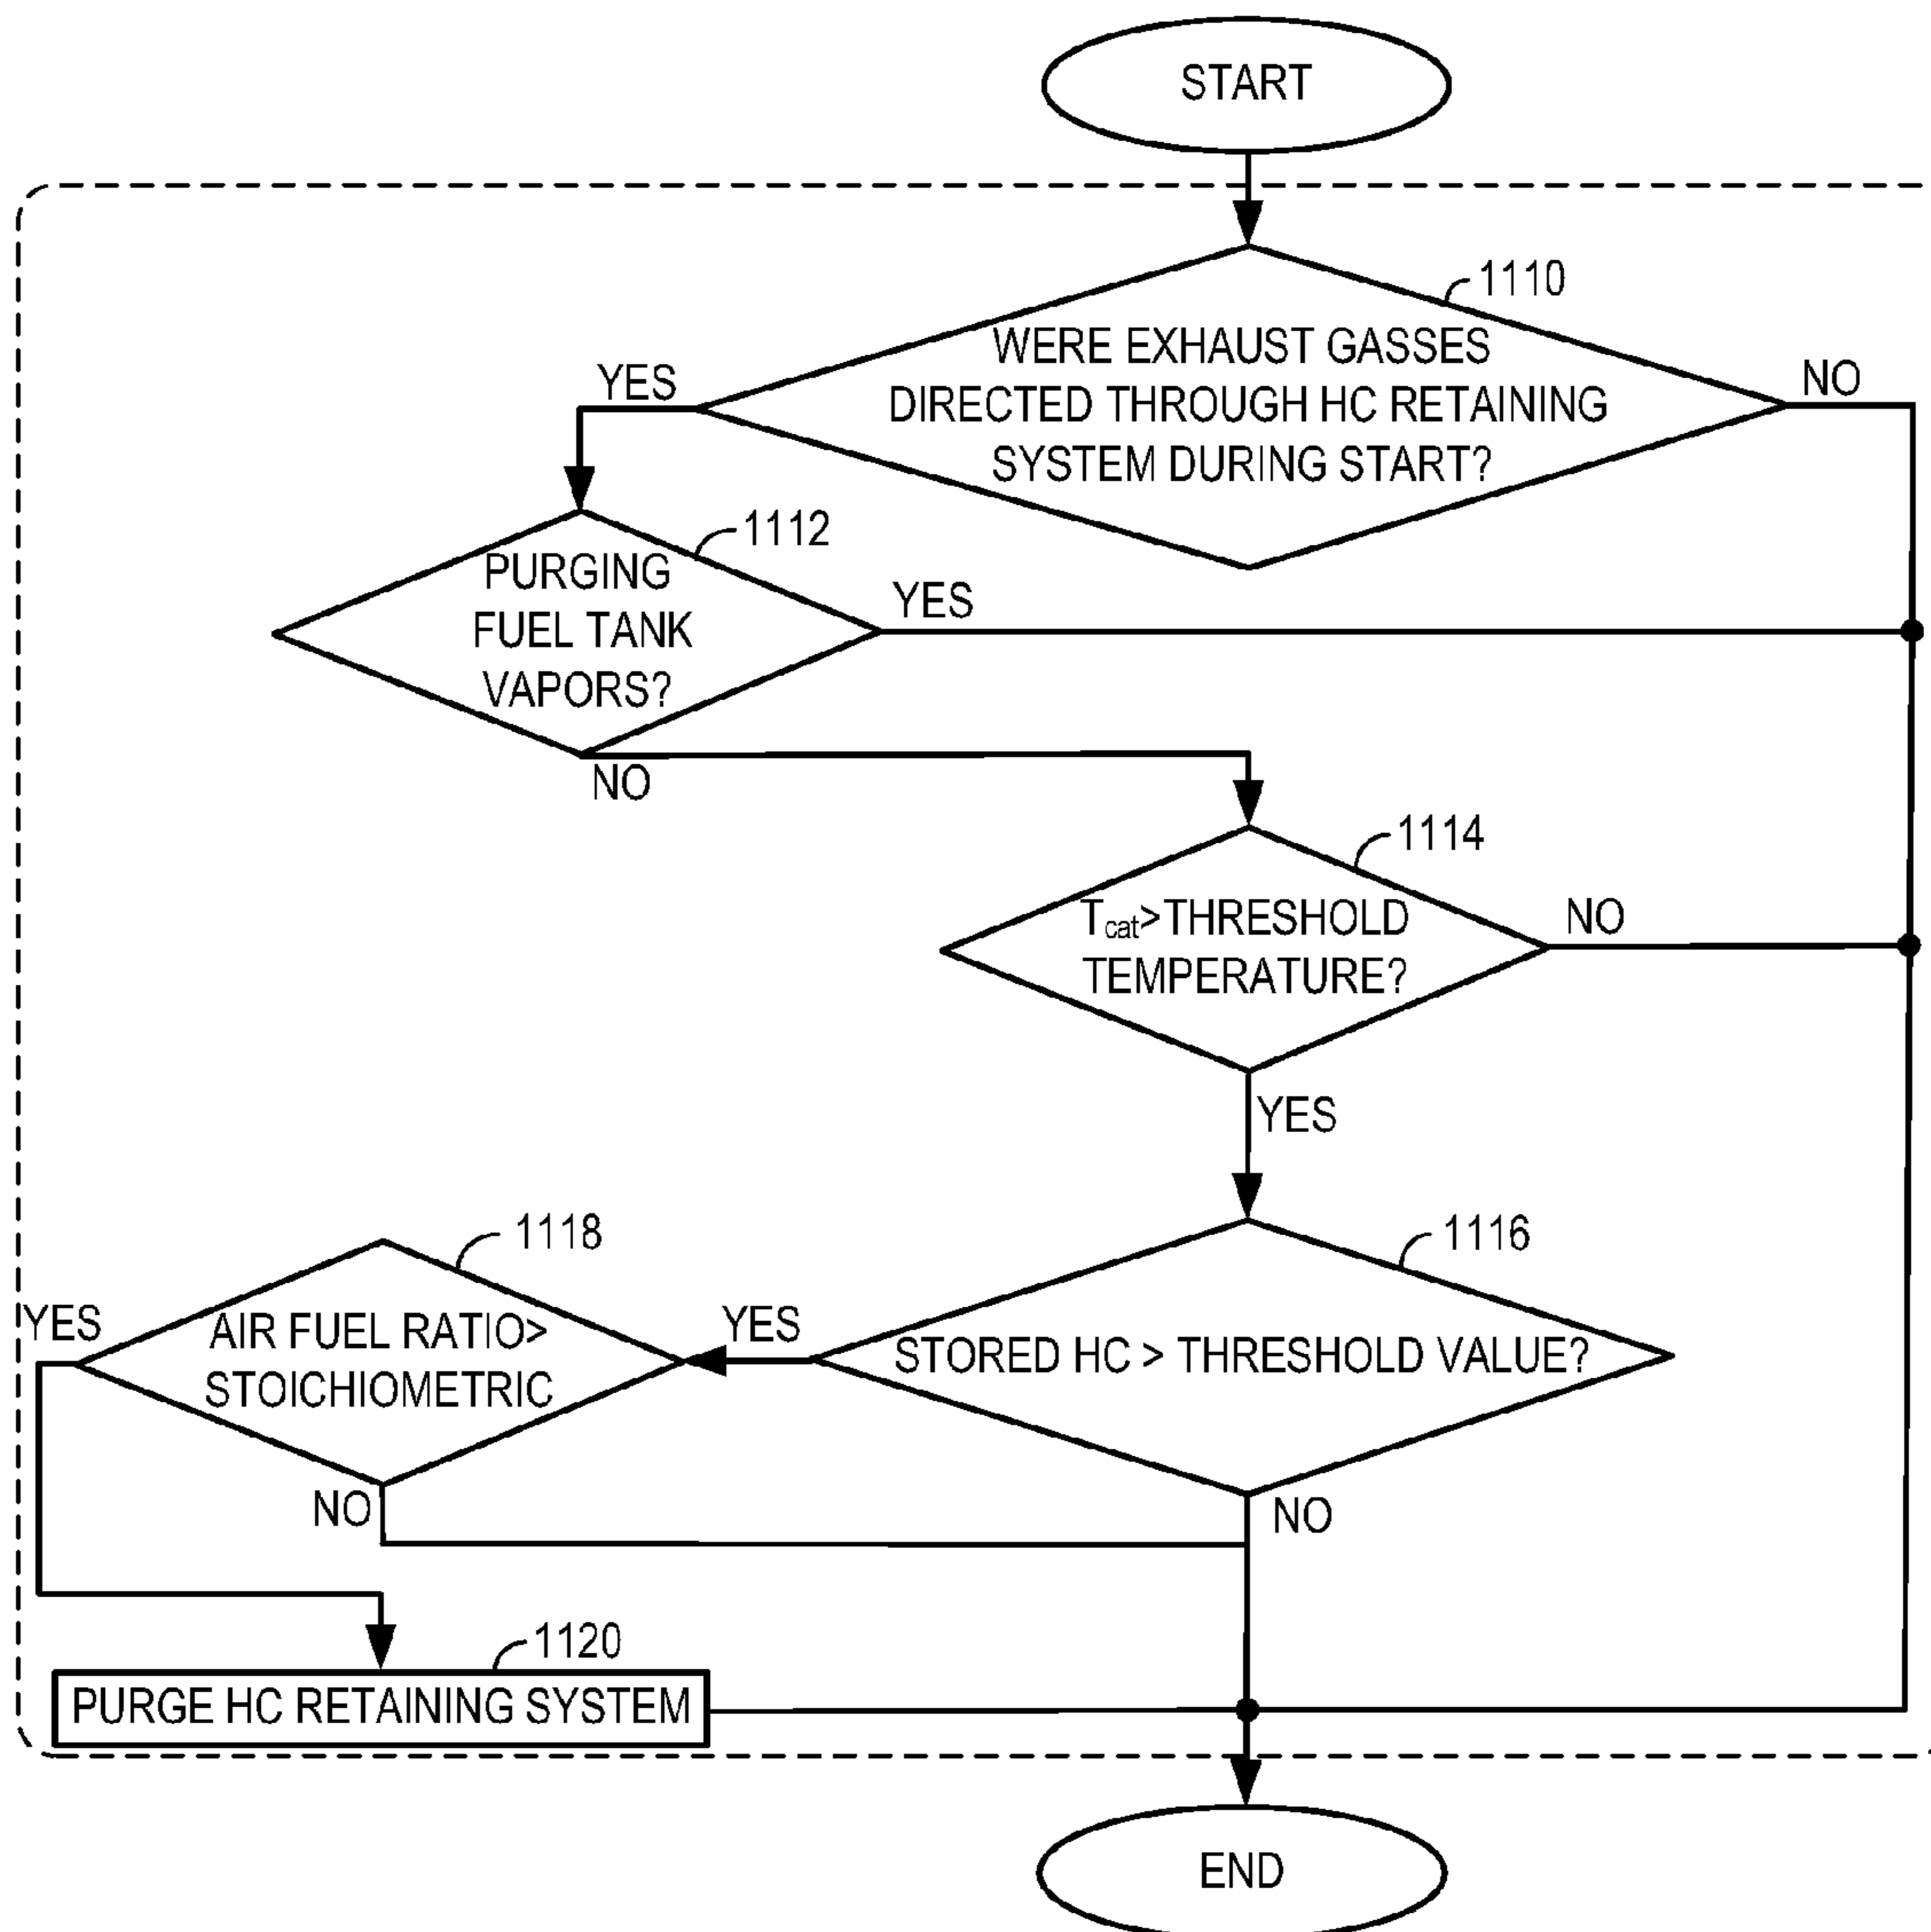 START
1110
WERE EXHAUST GASSES
DIRECTED THROUGH HC RETAINING
SYSTEM DURING START?
YES
NO
1112
PURGING
FUEL TANK
VAPORS?
YES
NO
1114
Tcat>THRESHOLD
TEMPERATURE?
NO
YES
1118
1116
YES
AIR FUEL RATIO>
STOICHIOMETRIC
YES
STORED HC > THRESHOLD VALUE?
NO
NO
1120
PURGE HC RETAINING SYSTEM
END